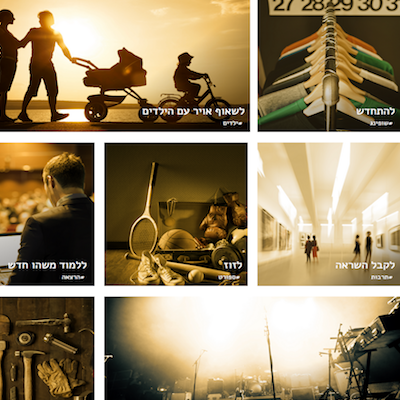 27 28 29 30 3
לשאוף אויר עם הילדים
#ילדים
להתחדש
#שופינג
ללמוד משהו חדש
#הרצאה
לזוז
#ספורט
לקבל השראה
#תרבות